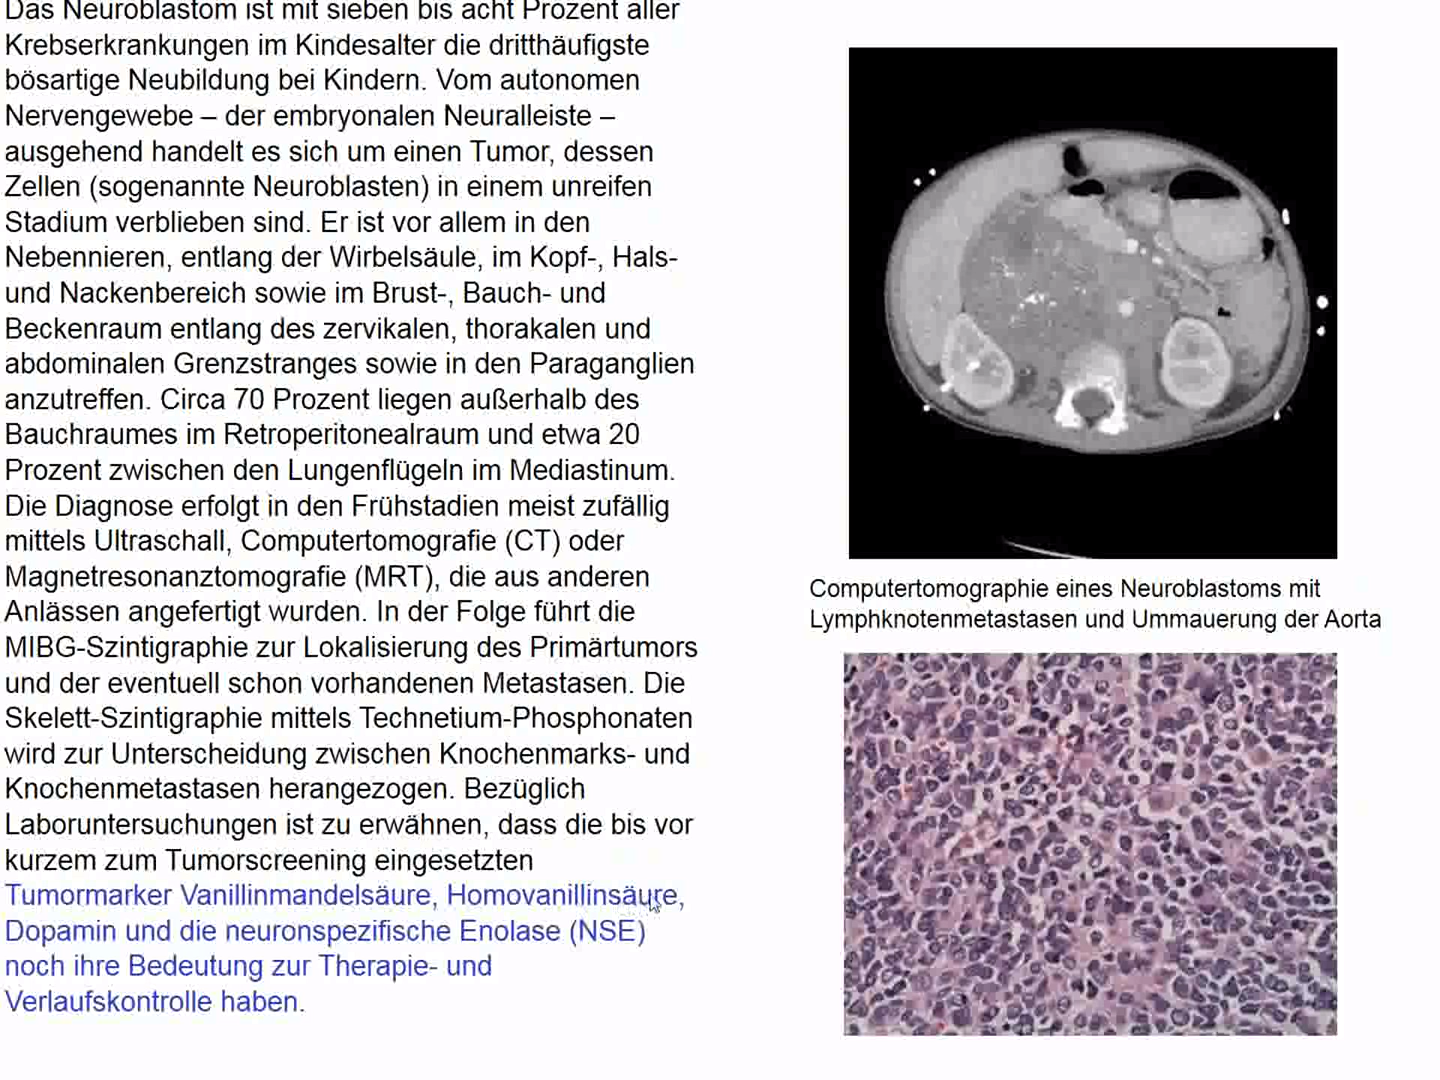 Das Neuroblastom ist mit sieben bis acht Prozent aller
Krebserkrankungen im Kindesalter die dritthäufigste
bösartige Neubildung bei Kindern. Vom autonomen
Nervengewebe – der embryonalen Neuralleiste –
ausgehend handelt es sich um einen Tumor, dessen
Zellen (sogenannte Neuroblasten) in einem unreifen
Stadium verblieben sind. Er ist vor allem in den
Nebennieren, entlang der Wirbelsäule, im Kopf-, Hals-
und Nackenbereich sowie im Brust-, Bauch- und
Beckenraum entlang des zervikalen, thorakalen und
abdominalen Grenzstranges sowie in den Paraganglien
anzutreffen. Circa 70 Prozent liegen außerhalb des
Bauchraumes im Retroperitonealraum und etwa 20
Prozent zwischen den Lungenflügeln im Mediastinum.
Die Diagnose erfolgt in den Frühstadien meist zufällig
mittels Ultraschall, Computertomografie (CT) oder
Magnetresonanztomografie (MRT), die aus anderen
Anlässen angefertigt wurden. In der Folge führt die
MIBG-Szintigraphie zur Lokalisierung des Primärtumors
und der eventuell schon vorhandenen Metastasen. Die
Skelett-Szintigraphie mittels Technetium-Phosphonaten
wird zur Unterscheidung zwischen Knochenmarks- und
Knochenmetastasen herangezogen. Bezüglich
Laboruntersuchungen ist zu erwähnen, dass die bis vor
kurzem zum Tumorscreening eingesetzten
Tumormarker Vanillinmandelsäure, Homovanillinsäure,
Dopamin und die neuronspezifische Enolase (NSE)
noch ihre Bedeutung zur Therapie- und
Verlaufskontrolle haben.
Computertomographie eines Neuroblastoms mit
Lymphknotenmetastasen und Ummauerung der Aorta